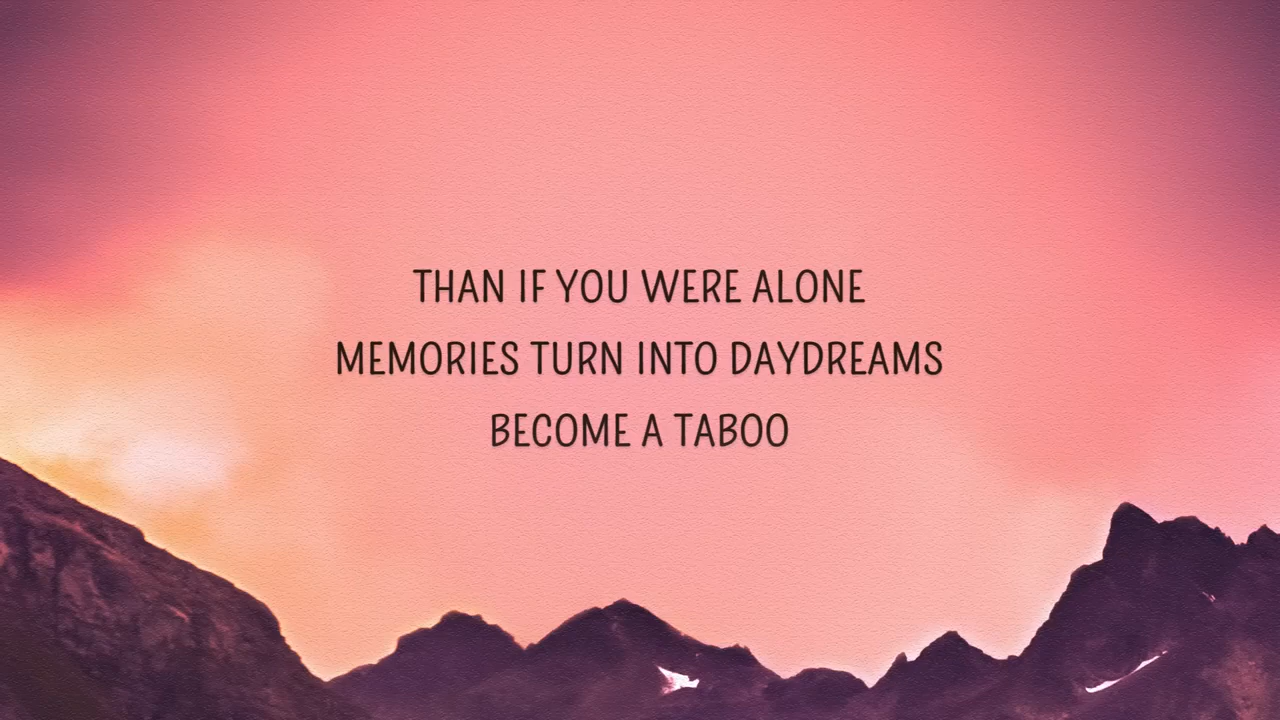 THAN IF YOU WERE ALONE
MEMORIES TURN INTO DAYDREAMS
BECOME A TABOO